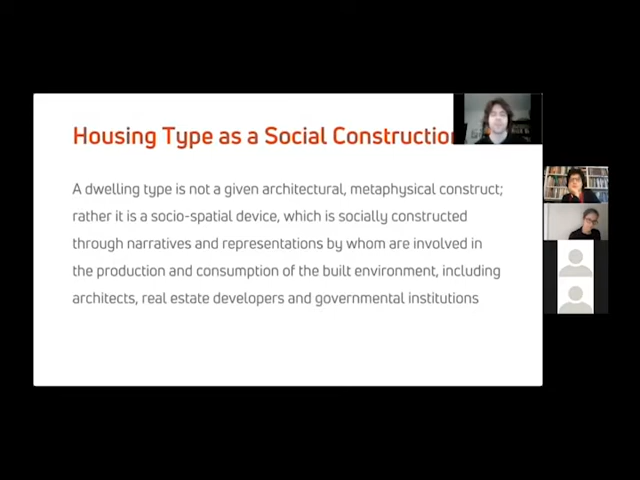 Housing Type as a Social Constructio
A dwelling type is not a given architectural, metaphysical construct;
rather it is a socio-spatial device, which is socially constructed
through narratives and representations by whom are involved in
the production and consumption of the built environment, including
architects, real estate developers and governmental institutions